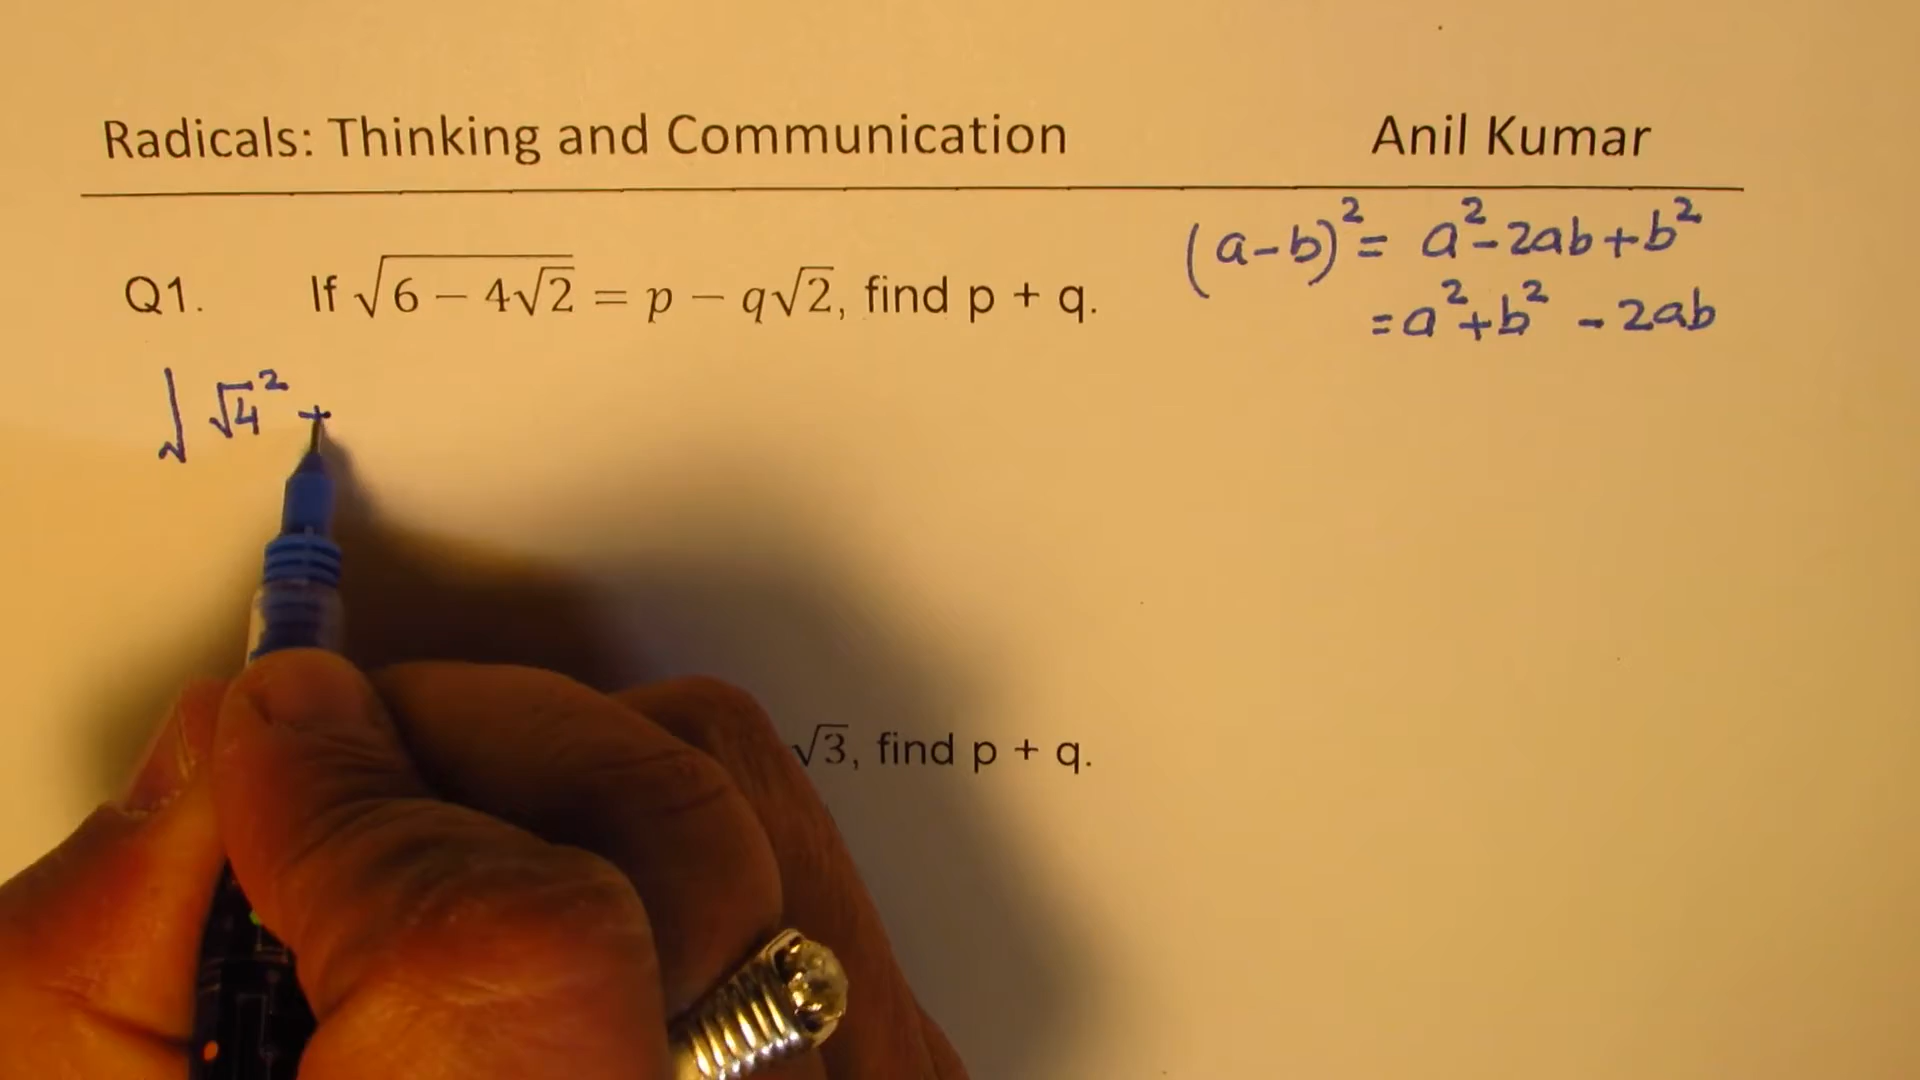 Radicals: Thinking and Communication Anil Kumar
(a-b)² = a²-2ab+b²
Q1. If √(6 − 4√2) = p − q√2, find p + q.
=a²+b² -2ab
√ √4² +
√3, find p + q.